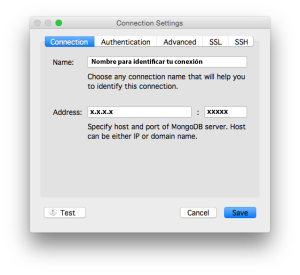 Connection Settings
Connection Authentication Advanced SSL SSH
Name: Nombre para identificar tu conexión
Choose any connection name that will help you
to identify this connection.
Address: x.x.x.x : xxxxx
Specify host and port of MongoDB server. Host
can be either IP or domain name.
! Test Cancel Save